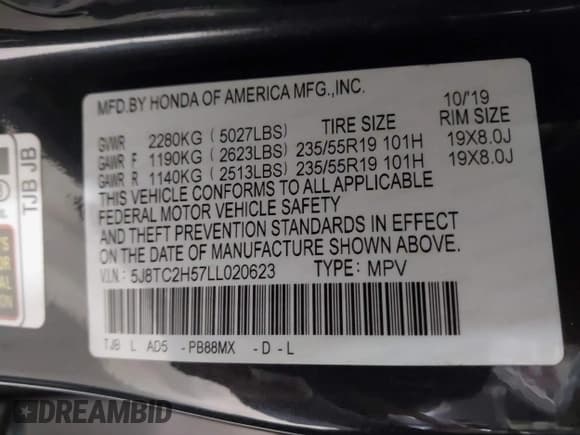 MFD.BY HONDA OF AMERICA MFG.,INC. 10/'19
GVWR 2280KG (5027LBS) TIRE SIZE RIM SIZE
GAWR F 1190KG (2623LBS) 235/55R19 101H 19X8.0J
GAWR R 1140KG (2513LBS) 235/55R19 101H 19X8.0J
THIS VEHICLE CONFORMS TO ALL APPLICABLE
FEDERAL MOTOR VEHICLE SAFETY
AND THEFT PREVENTION STANDARDS IN EFFECT
ON THE DATE OF MANUFACTURE SHOWN ABOVE.
V.I.N.: 5J8TC2H57LL020623 TYPE: MPV
TJB L AD5 -PB88MX -D-L
TJB JB
DREAMBID